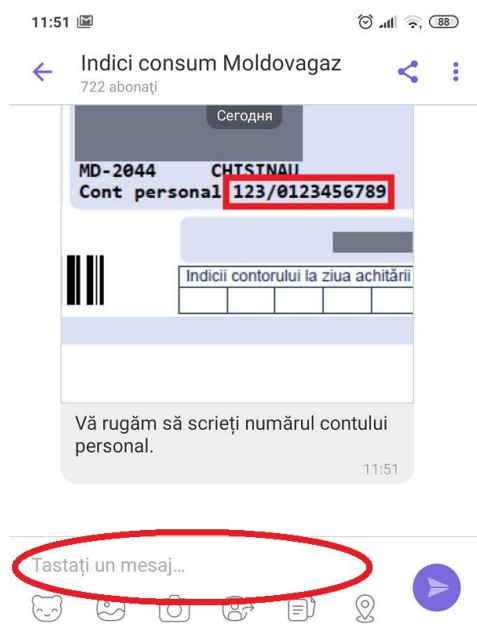 11:51
88
Indici consum Moldovagaz
722 abonați
Сегодня
MD-2044 CHISINAU
Cont personal 123/0123456789
Indicii contorului la ziua achitării
Vă rugăm să scrieți numărul contului
personal.
11:51
Tastați un mesaj...